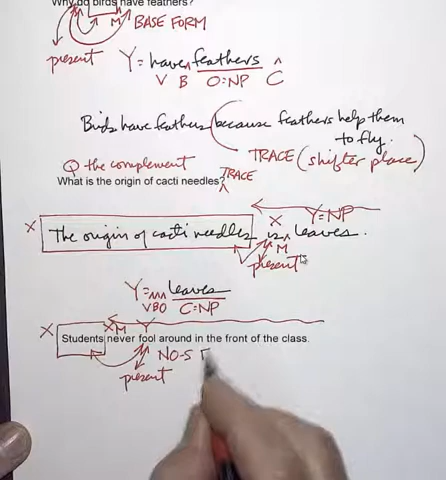 Why do birds have feathers?
M BASE FORM
present
Y = have feathers ^
V B O:NP C
Birds have feathers because feathers help them
to fly.
TRACE (shifter place)
Q the complement
What is the origin of cacti needles? TRACE
X X Y=NP
The origin of cacti needles is leaves.
M
present
Y = leaves
VBO C=NP
X X M Y
Students never fool around in the front of the class.
NO-S
present